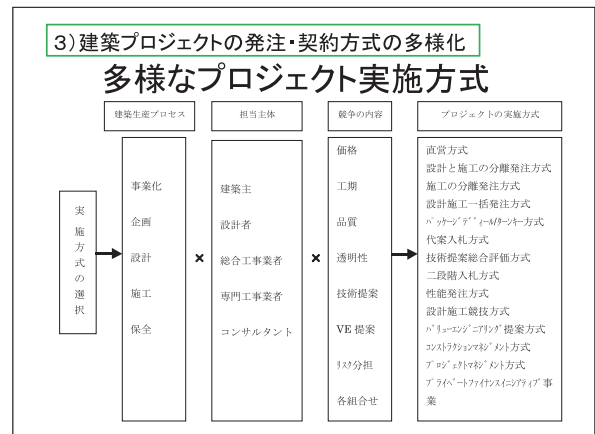 3)建築プロジェクトの発注・契約方式の多様化
多様なプロジェクト実施方式
建築生産プロセス
担当主体
競争の内容
プロジェクトの実施方式
実施方式の選択
事業化
企画
設計
施工
保全
×
建築主
設計者
総合工事業者
専門工事業者
コンサルタント
×
価格
工期
品質
透明性
技術提案
VE 提案
リスク分担
各組合せ
直営方式
設計と施工の分離発注方式
施工の分離発注方式
設計施工一括発注方式
パッケージディール/ターンキー方式
代案入札方式
技術提案総合評価方式
二段階入札方式
性能発注方式
設計施工競技方式
バリューエンジニアリング提案方式
コンストラクションマネジメント方式
プロジェクトマネジメント方式
プライベートファイナンスイニシアティブ事
業